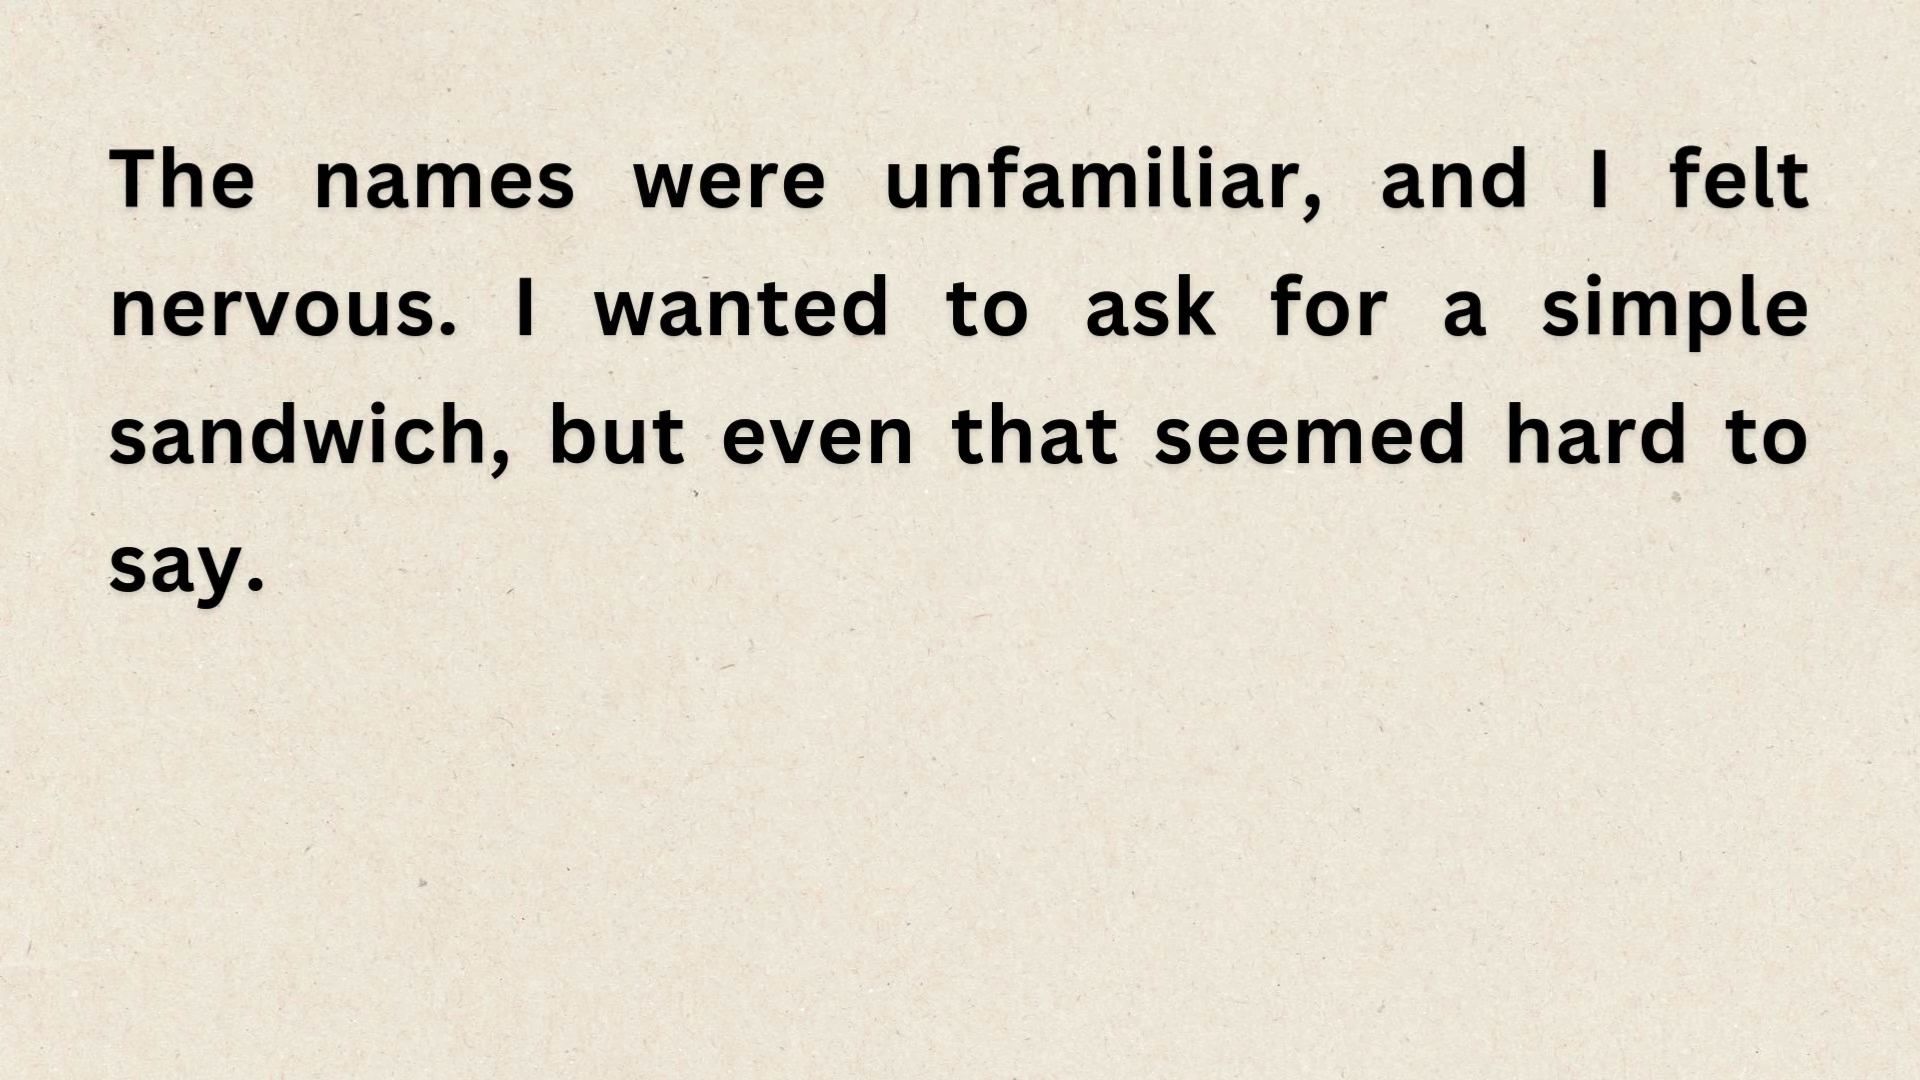 The names were unfamiliar, and I felt
nervous. I wanted to ask for a simple
sandwich, but even that seemed hard to
say.